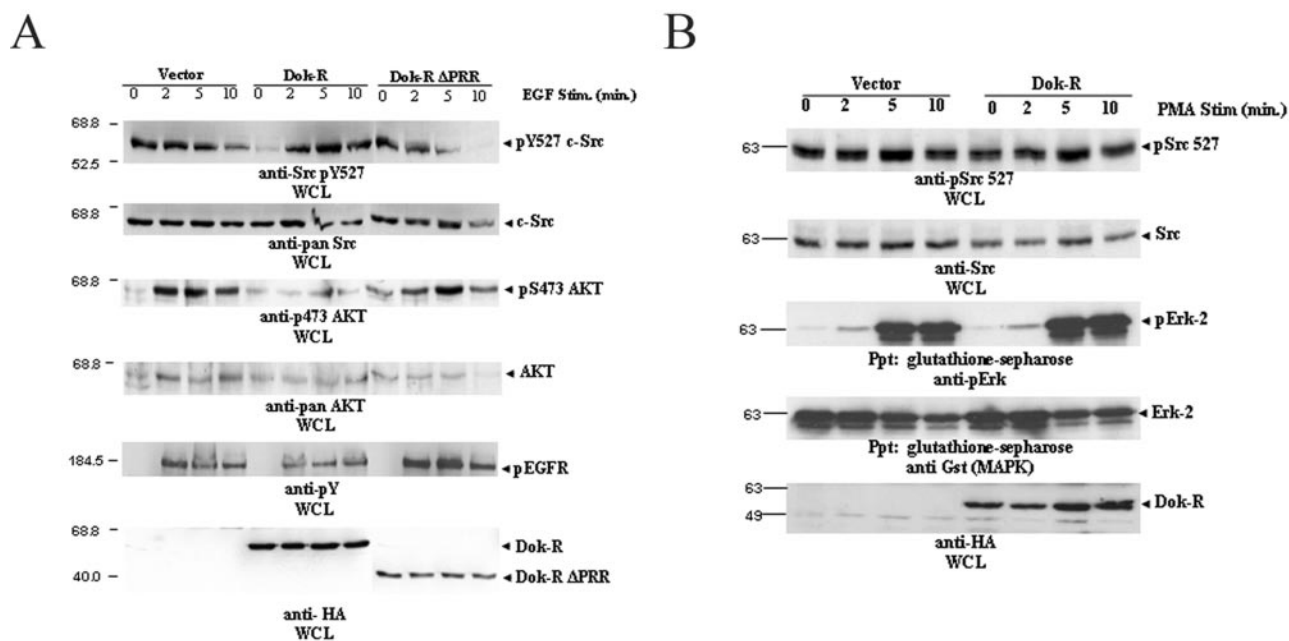 A
Vector Dok-R Dok-R ΔPRR
0 2 5 10 0 2 5 10 0 2 5 10 EGF Stim. (min.)
68.8
52.5
pY527 c-Src
anti-Src pY527
WCL
68.8
c-Src
anti-pan Src
WCL
68.8
pS473 AKT
anti-p473 AKT
WCL
68.8
AKT
anti-pan AKT
WCL
184.5
pEGFR
anti-pY
WCL
68.8
Dok-R
40.0
Dok-R ΔPRR
anti- HA
WCL
B
Vector Dok-R
0 2 5 10 0 2 5 10 PMA Stim (min.)
63
pSrc 527
anti-pSrc 527
WCL
63
Src
anti-Src
WCL
63
pErk-2
Ppt: glutathione-sepharose
anti-pErk
63
Erk-2
Ppt: glutathione-sepharose
anti Gst (MAPK)
63
49
Dok-R
anti-HA
WCL